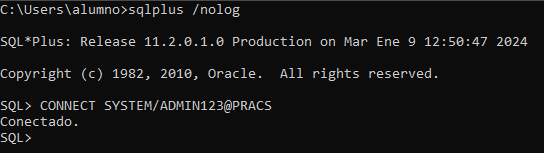 C:\Users\alumno>sqlplus /nolog
SQL*Plus: Release 11.2.0.1.0 Production on Mar Ene 9 12:50:47 2024
Copyright (c) 1982, 2010, Oracle.  All rights reserved.
SQL> CONNECT SYSTEM/ADMIN123@PRACS
Conectado.
SQL>